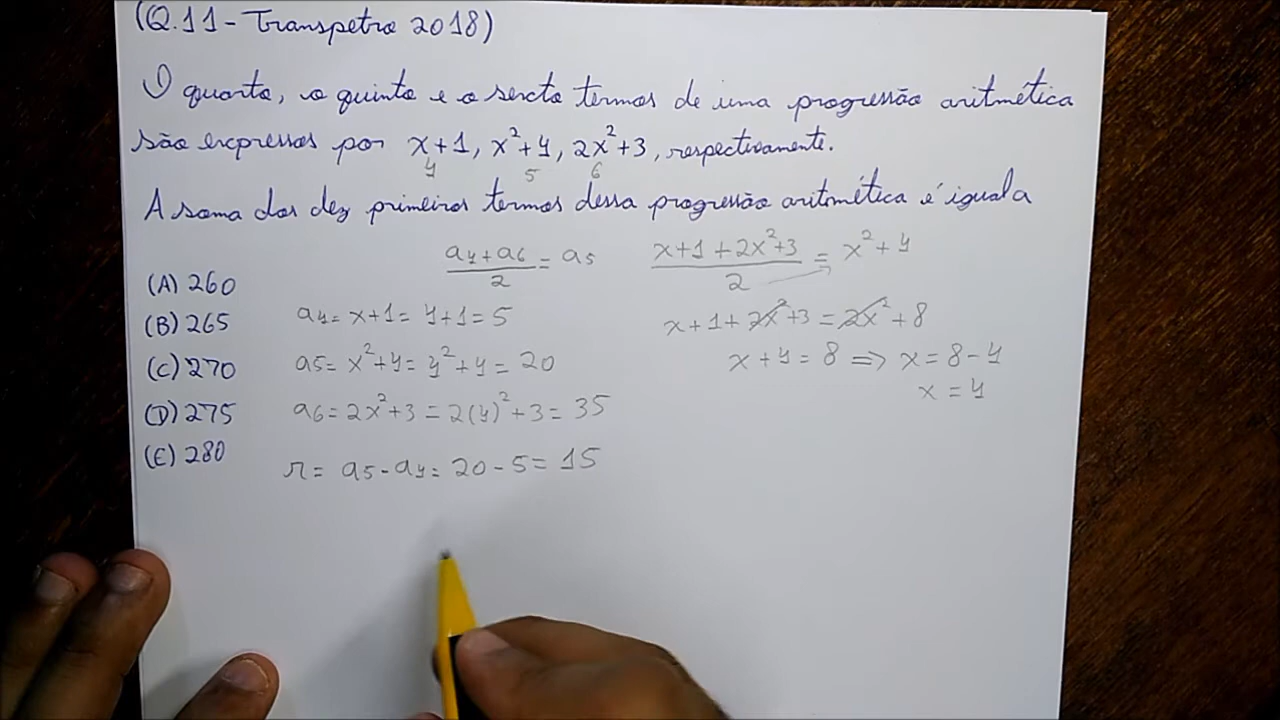 (Q.11 - Transpetro 2018)
O quarto, o quinto e o sexto termos de uma progressão aritmética
são expressos por x+1, x²+4, 2x²+3, respectivamente.
4 5 6
A soma dos dez primeiros termos dessa progressão aritmética é igual a
(A) 260
(B) 265
(C) 270
(D) 275
(E) 280
a4+a6/2 = a5
a4 = x+1 = 4+1 = 5
a5 = x²+4 = 4²+4 = 20
a6 = 2x²+3 = 2(4)²+3 = 35
r = a5-a4 = 20-5 = 15
x+1+2x²+3/2 = x²+4
x+1+2x²+3 = 2x²+8
x+4 = 8 ⇒ x = 8-4
x = 4